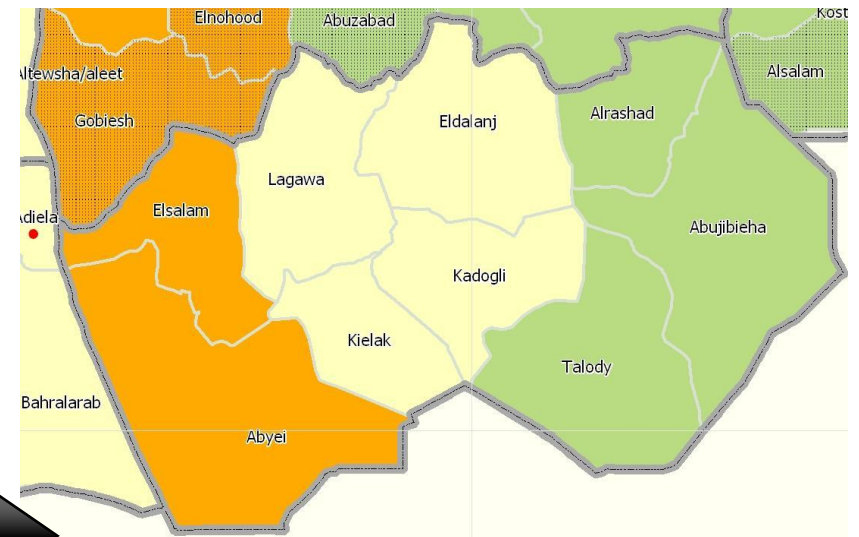 Elnohood
Abuzabad
Kost
Altewsha/aleet
Alsalam
Gobiesh
Alrashad
Eldalanj
Lagawa
Elsalam
Adiela
Abujibieha
Kadogli
Kielak
Talody
Bahralarab
Abyei